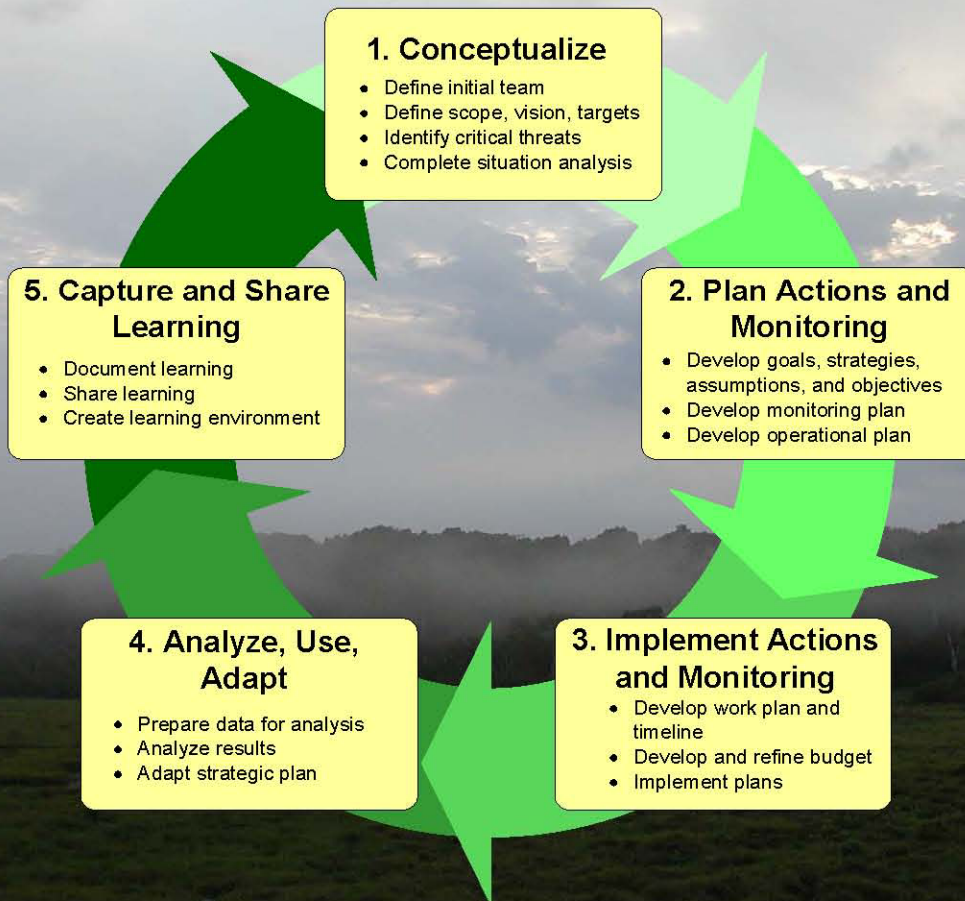 1. Conceptualize
• Define initial team
• Define scope, vision, targets
• Identify critical threats
• Complete situation analysis
2. Plan Actions and
Monitoring
• Develop goals, strategies,
assumptions, and objectives
• Develop monitoring plan
• Develop operational plan
3. Implement Actions
and Monitoring
• Develop work plan and
timeline
• Develop and refine budget
• Implement plans
4. Analyze, Use,
Adapt
• Prepare data for analysis
• Analyze results
• Adapt strategic plan
5. Capture and Share
Learning
• Document learning
• Share learning
• Create learning environment